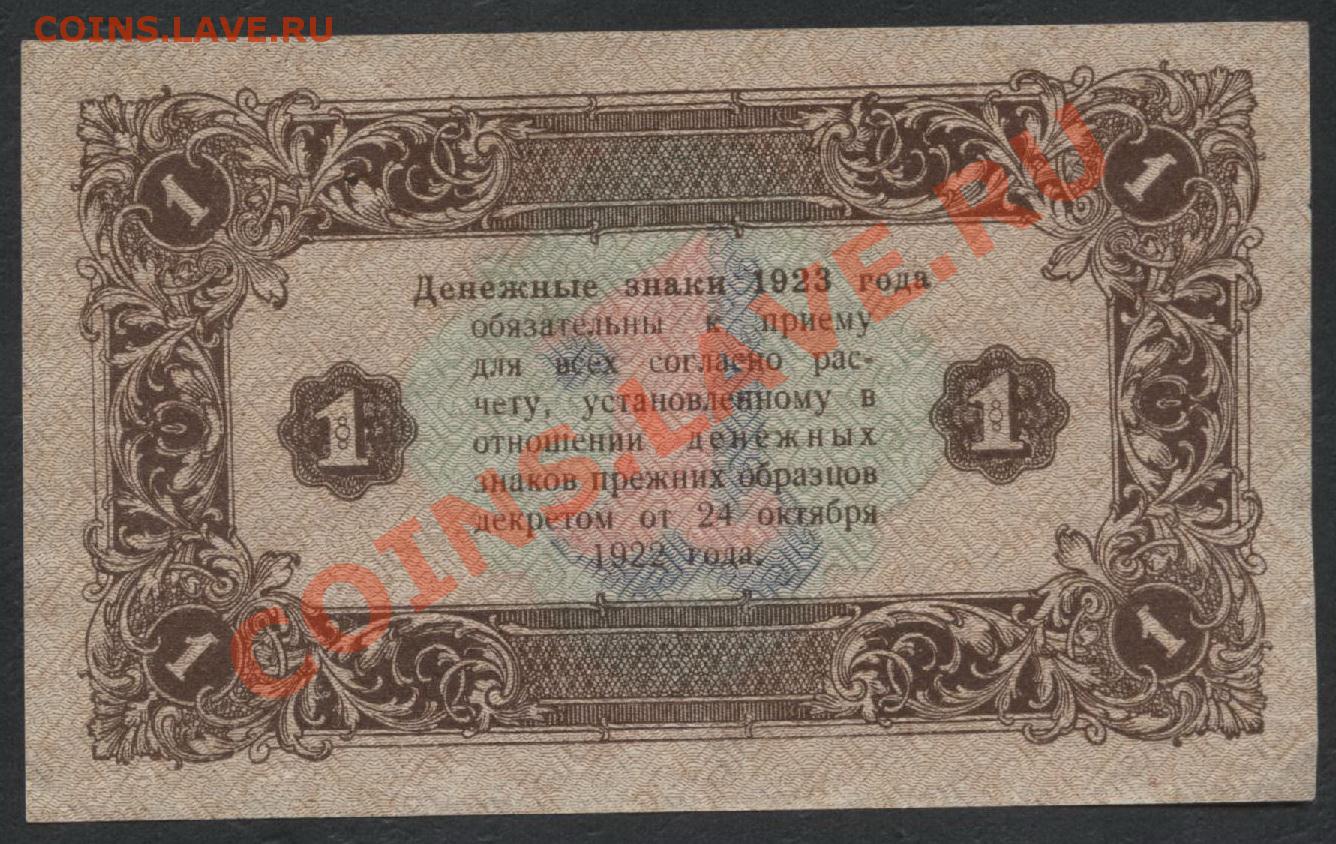 COINS.LAVE.RU
1 1
Денежные знаки 1923 года
обязательны к приему
для всех согласно рас-
чету, установленному в
1 1
отношении денежных
знаков прежних образцов
декретом от 24 октября
1922 года.
1 1
COINS.LAVE.RU